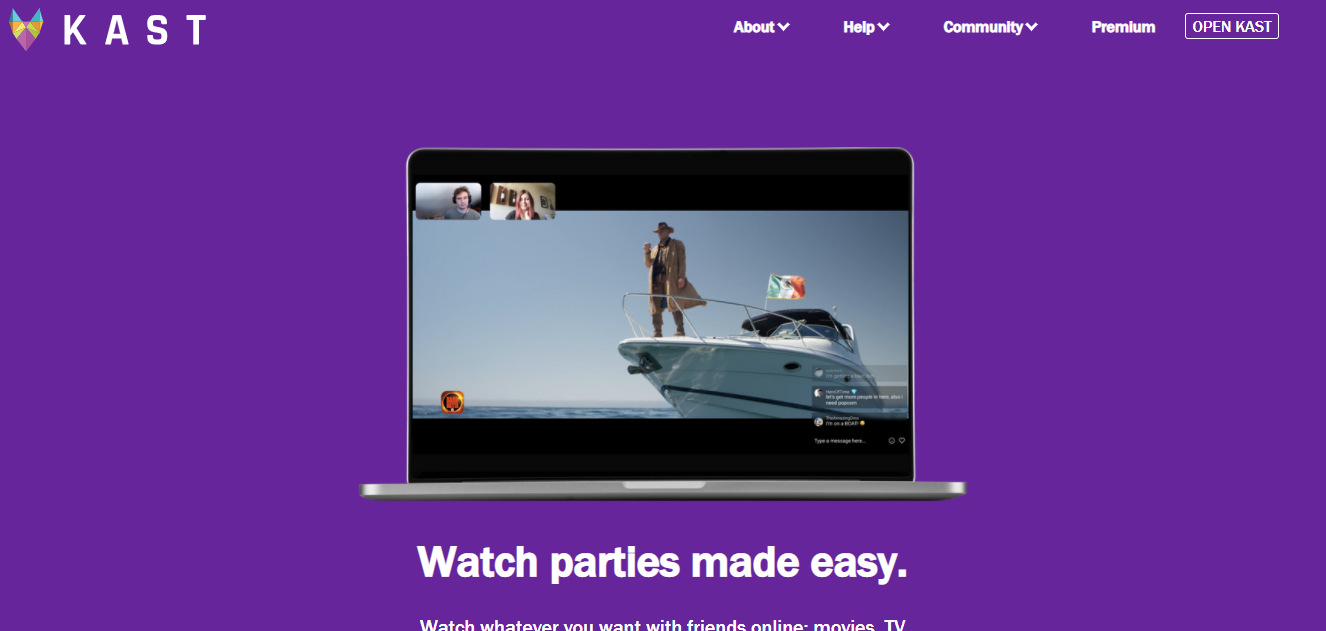 KAST
About
Help
Community
Premium
OPEN KAST
let's get more people in here, also i
need popcorn
TheAmazingDino
I'm on a BOAT!
Type a message here...
Watch parties made easy.
Watch whatever you want with friends online: movies, TV